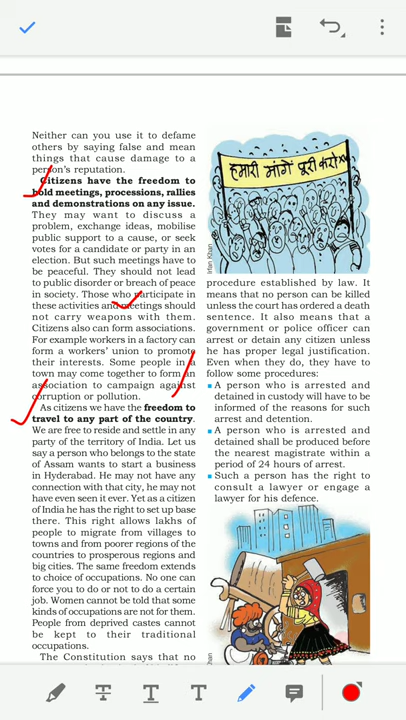 Neither can you use it to defame
others by saying false and mean
things that cause damage to a
person's reputation.
Citizens have the freedom to
hold meetings, processions, rallies
and demonstrations on any issue.
They may want to discuss a
problem, exchange ideas, mobilise
public support to a cause, or seek
votes for a candidate or party in an
election. But such meetings have
to be peaceful. They should not lead
to public disorder or breach of peace
in society. Those who participate in
these activities and meetings should
not carry weapons with them.
Citizens also can form associations.
For example workers in a factory can
form a workers' union to promote
their interests. Some people in a
town may come together to form an
association to campaign against
corruption or pollution.
As citizens we have the freedom to
travel to any part of the country.
We are free to reside and settle in any
party of the territory of India. Let us
say a person who belongs to the state
of Assam wants to start a business
in Hyderabad. He may not have any
connection with that city, he may not
have even seen it ever. Yet as a citizen
of India he has the right to set up base
there. This right allows lakhs of
people to migrate from villages to
towns and from poorer regions of the
countries to prosperous regions and
big cities. The same freedom extends
to choice of occupations. No one can
force you to do or not to do a certain
job. Women cannot be told that some
kinds of occupations are not for them.
People from deprived castes cannot
be kept to their traditional
occupations.
The Constitution says that no
हमारी मांगें पूरी करो
Irfan Khan
procedure established by law. It
means that no person can be killed
unless the court has ordered a death
sentence. It also means that a
government or police officer can
arrest or detain any citizen unless
he has proper legal justification.
Even when they do, they have to
follow some procedures:
■ A person who is arrested and
detained in custody will have to be
informed of the reasons for such
arrest and detention.
■ A person who is arrested and
detained shall be produced before
the nearest magistrate within a
period of 24 hours of arrest.
■ Such a person has the right to
consult a lawyer or engage a
lawyer for his defence.
han
T
T
T